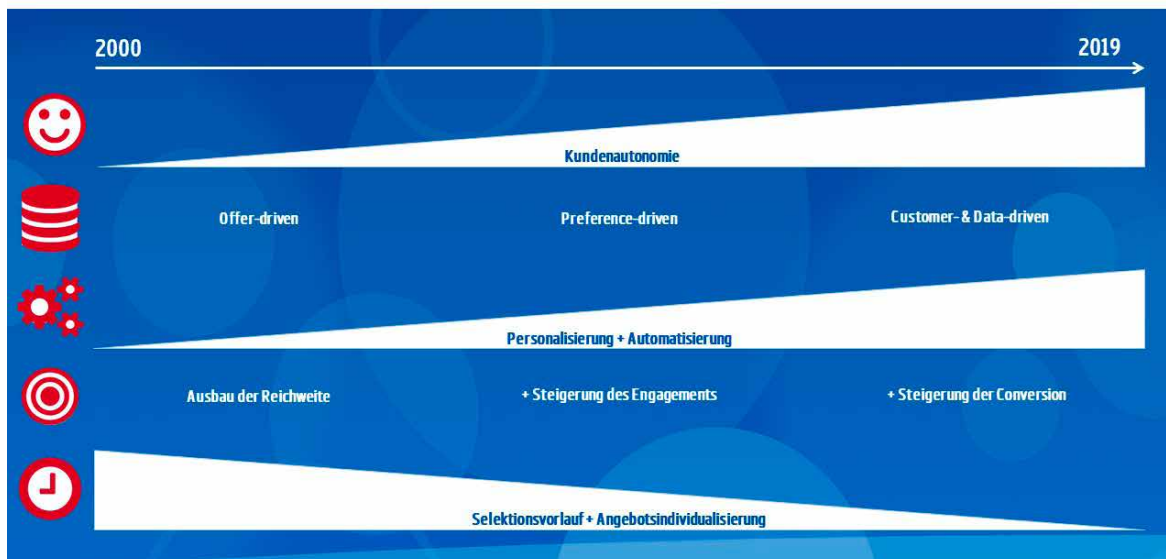 2000 2019
Kundenautonomie
Offer-driven Preference-driven Customer- & Data-driven
Personalisierung + Automatisierung
Ausbau der Reichweite + Steigerung des Engagements + Steigerung der Conversion
Selektionsvorlauf + Angebotsindividualisierung